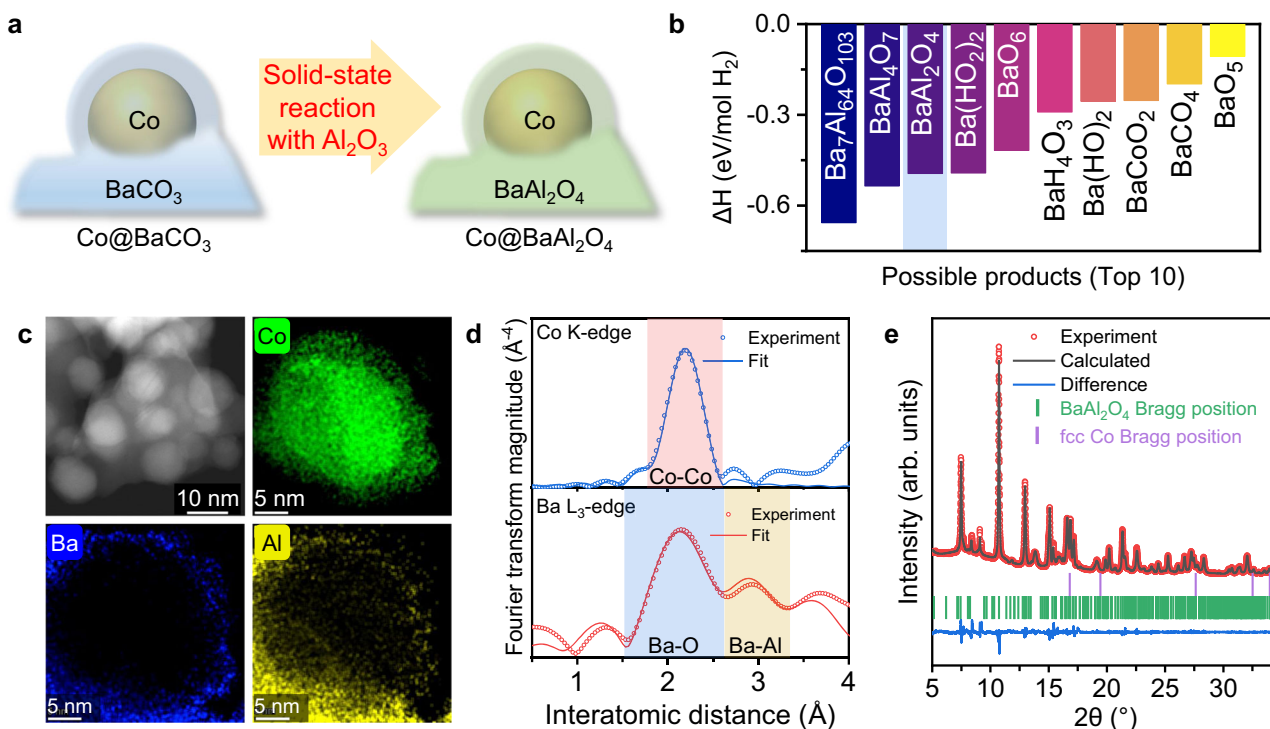 a
Co
BaCO₃
Co@BaCO₃
Solid-state
reaction
with Al₂O₃
Co
BaAl₂O₄
Co@BaAl₂O₄
b
ΔH (eV/mol H₂)
0.0
-0.3
-0.6
Ba₇Al₆₄O₁₀₃
BaAl₄O₇
BaAl₂O₄
Ba(HO₂)₂
BaO₆
BaH₄O₃
Ba(HO)₂
BaCoO₂
BaCO₄
BaO₅
Possible products (Top 10)
c
10 nm
Co
5 nm
Ba
5 nm
Al
5 nm
d
Fourier transform magnitude (Å⁻⁴)
Co K-edge
Experiment
Fit
Co-Co
Ba L₃-edge
Experiment
Fit
Ba-O
Ba-Al
1 2 3 4
Interatomic distance (Å)
e
Intensity (arb. units)
Experiment
Calculated
Difference
BaAl₂O₄ Bragg position
fcc Co Bragg position
5 10 15 20 25 30
2θ (°)